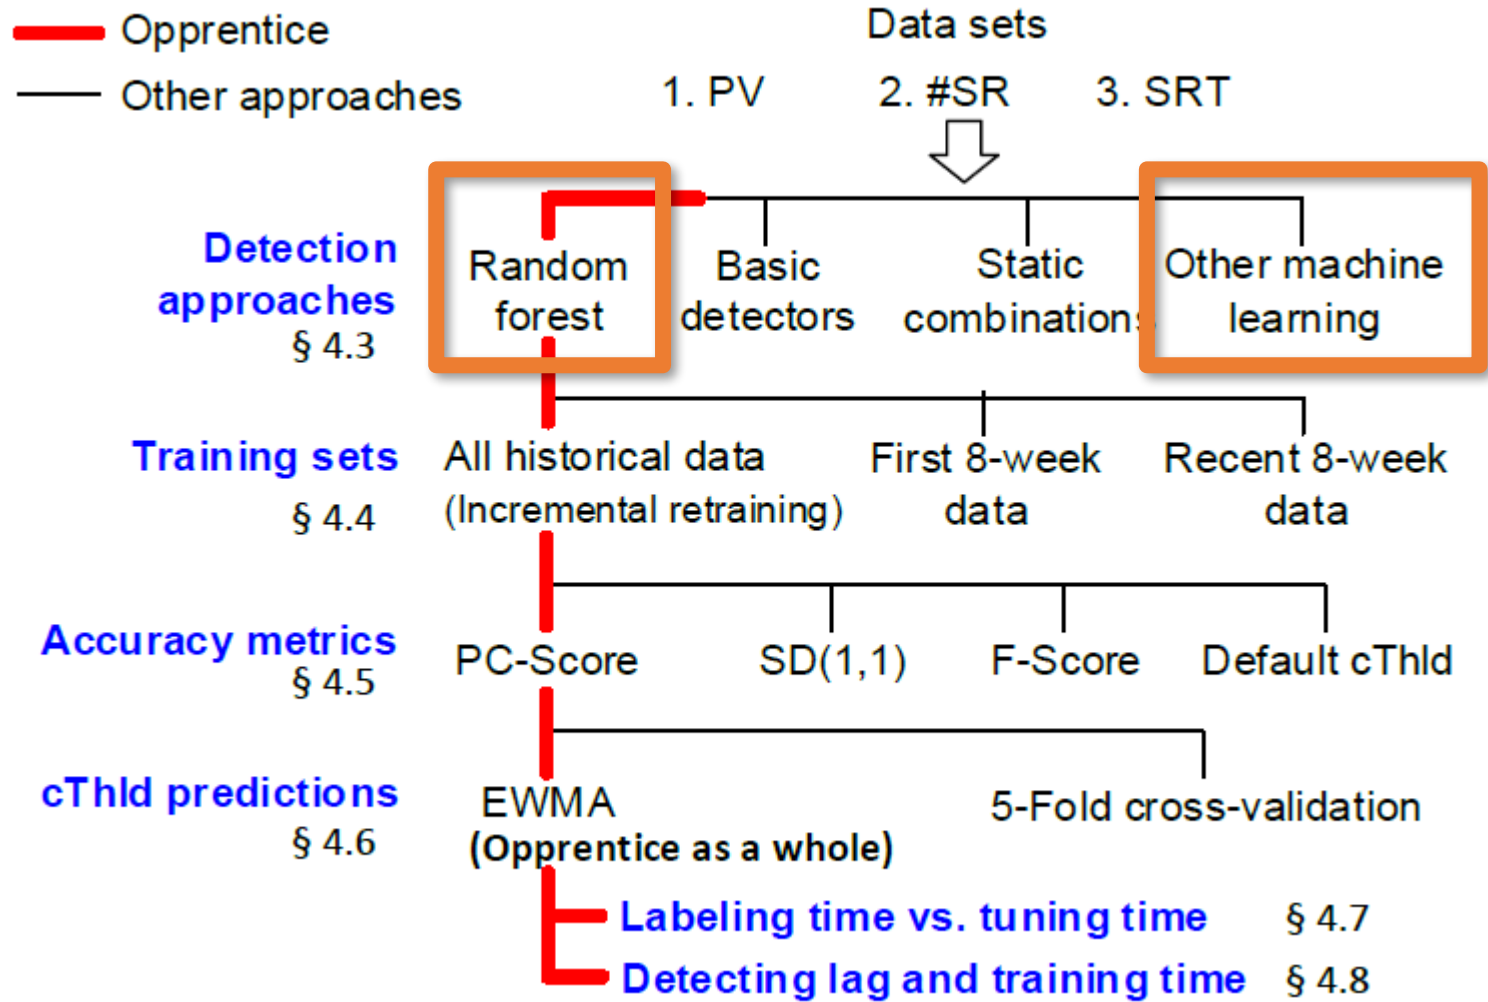 Opprentice
Other approaches
Data sets
1. PV 2. #SR 3. SRT
Detection approaches
§ 4.3
Random forest
Basic detectors
Static combinations
Other machine learning
Training sets
§ 4.4
All historical data
(Incremental retraining)
First 8-week data
Recent 8-week data
Accuracy metrics
§ 4.5
PC-Score
SD(1,1)
F-Score
Default cThld
cThld predictions
§ 4.6
EWMA
(Opprentice as a whole)
5-Fold cross-validation
Labeling time vs. tuning time § 4.7
Detecting lag and training time § 4.8